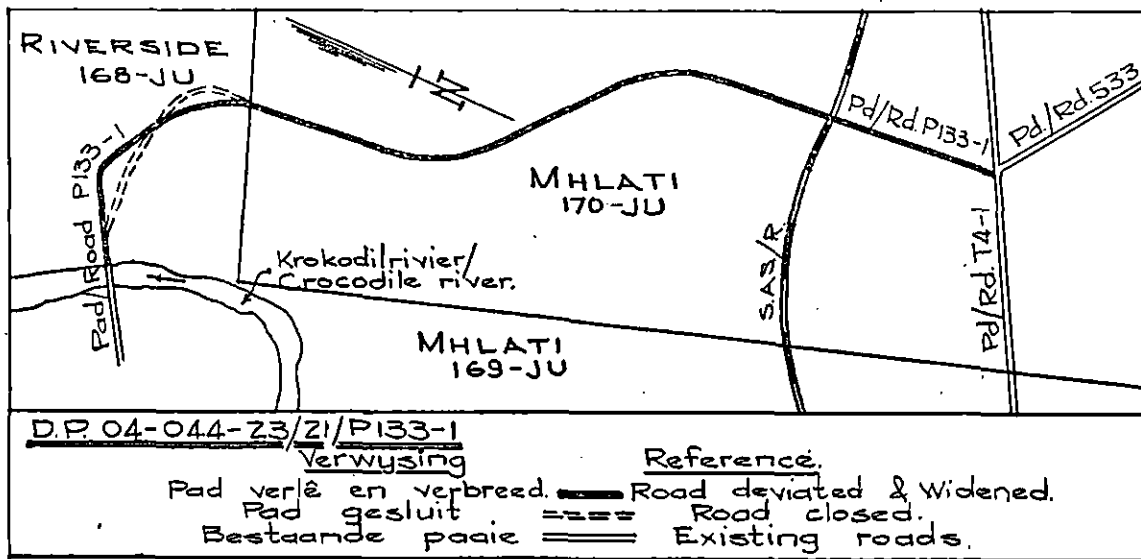 RIVERSIDE
168-JU
N
Pad/Road P133-1
Pd/Rd. P133-1
Pd./Rd. 533
MHLATI
170-JU
Krokodilrivier/
Crocodile river.
S.A.S./R.
Pd/Rd. T4-1
MHLATI
169-JU
D.P. 04-044-23/21/P133-1
Verwysing Reference.
Pad verlê en verbreed. Road deviated & Widened.
Pad gesluit Road closed.
Bestaande paaie Existing roads.